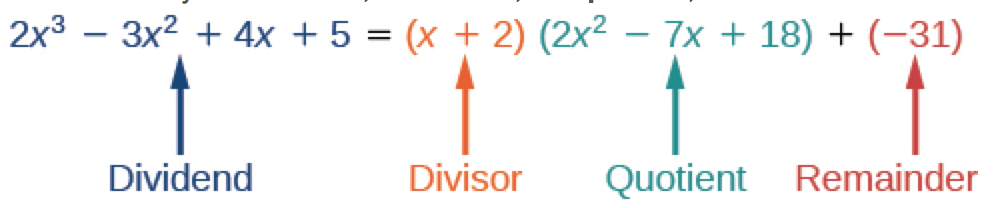 2x³ − 3x² + 4x + 5 = (x + 2) (2x² − 7x + 18) + (−31)
Dividend Divisor Quotient Remainder